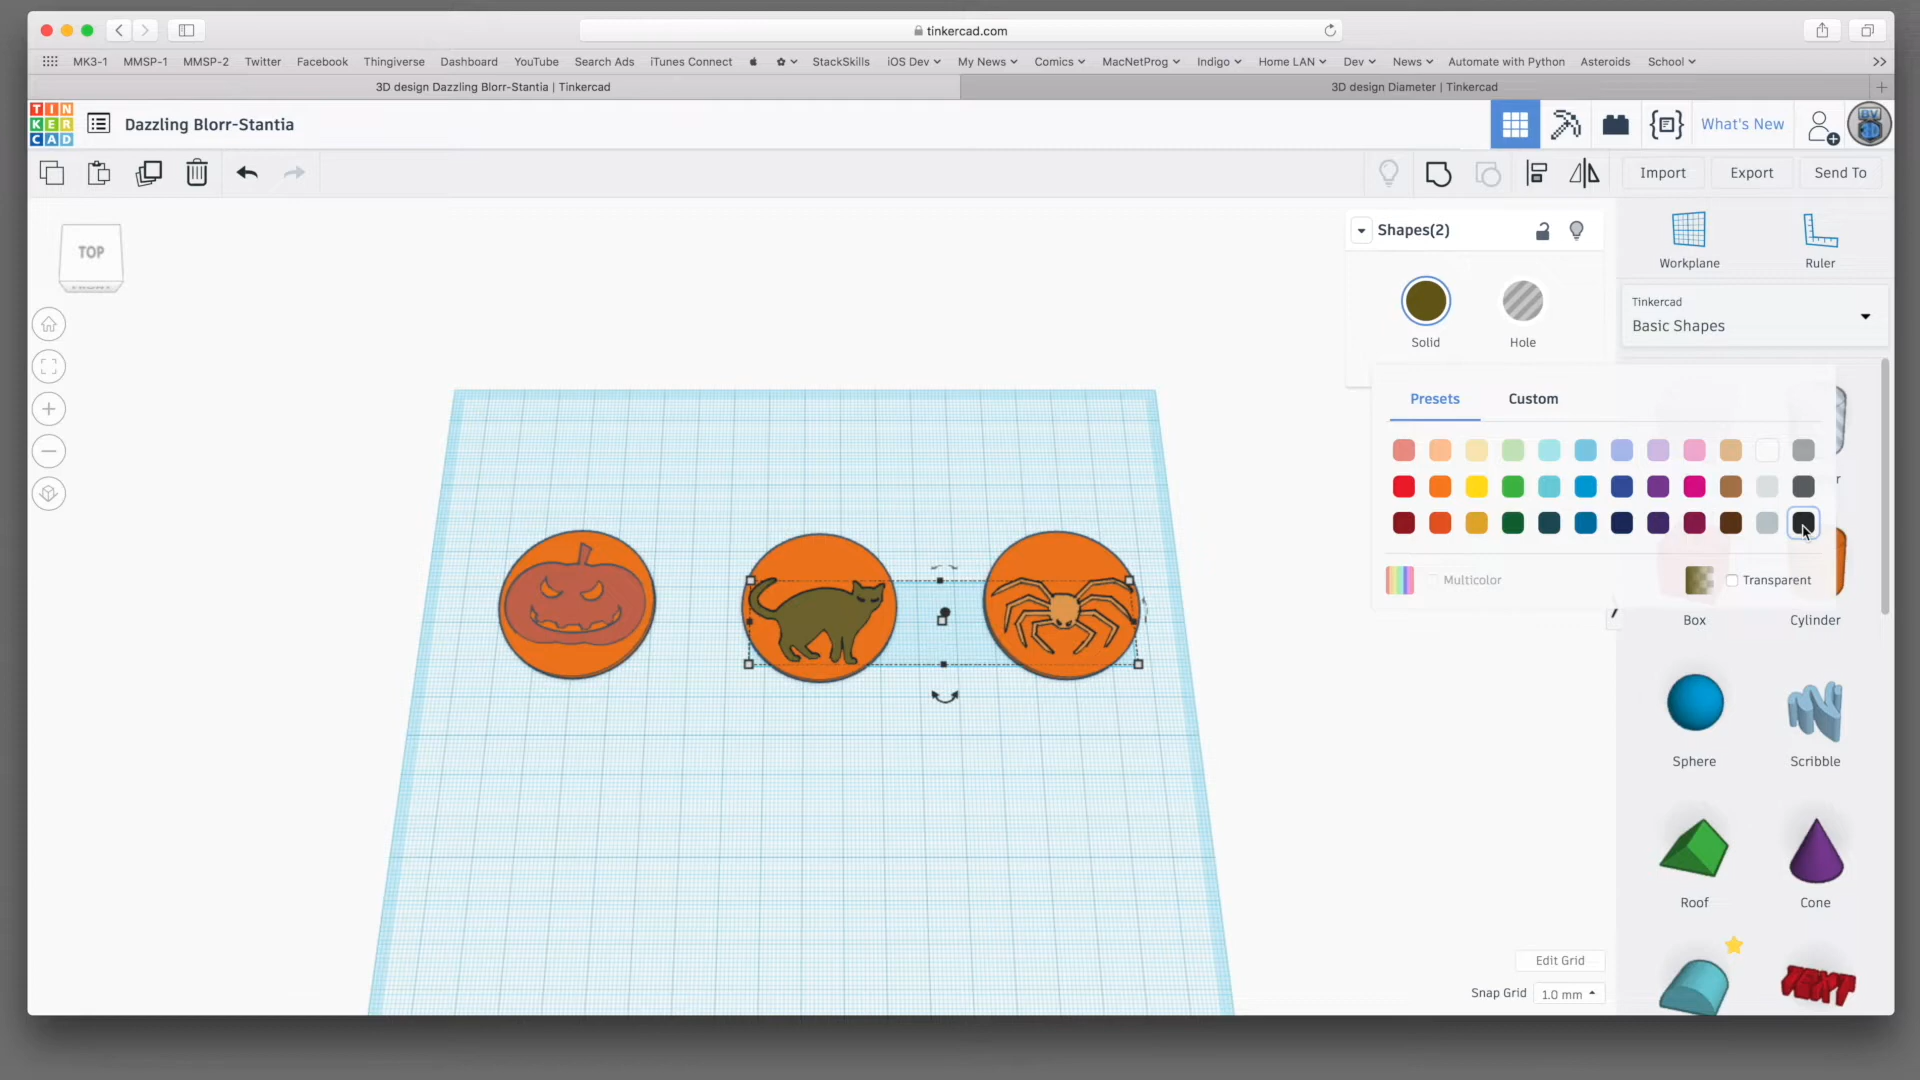 tinkercad.com
MK3-1 MMSP-1 MMSP-2 Twitter Facebook Thingiverse Dashboard YouTube Search Ads iTunes Connect StackSkills iOS Dev My News Comics MacNetProg Indigo Home LAN Dev News Automate with Python Asteroids School
3D design Dazzling Blorr-Stantia | Tinkercad 3D design Diameter | Tinkercad
TIN
KER
CAD
Dazzling Blorr-Stantia What's New
Import Export Send To
TOP
Shapes(2)
Solid Hole
Workplane Ruler
Tinkercad
Basic Shapes
Presets Custom
Multicolor Transparent
Box Cylinder
Sphere Scribble
Roof Cone
TEXT
Edit Grid
Snap Grid 1.0 mm